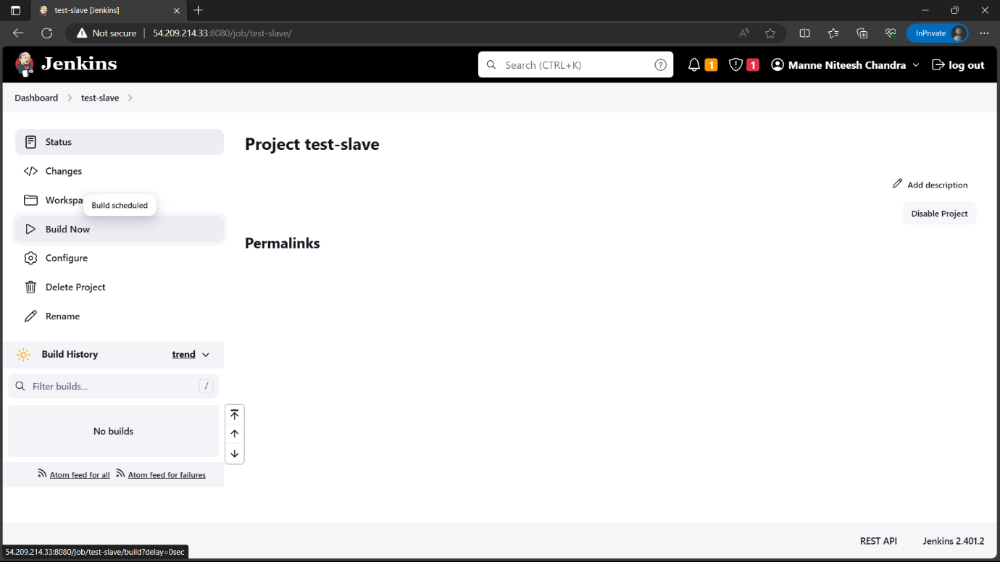 test-slave [Jenkins]
Not secure
54.209.214.33:8080/job/test-slave/
InPrivate
Jenkins
Search (CTRL+K)
1
1
Manne Niteesh Chandra
log out
Dashboard
test-slave
Status
Changes
Workspa
Build scheduled
Build Now
Configure
Delete Project
Rename
Project test-slave
Add description
Disable Project
Permalinks
Build History
trend
Filter builds...
/
No builds
Atom feed for all
Atom feed for failures
REST API
Jenkins 2.401.2
54.209.214.33:8080/job/test-slave/build?delay=0sec